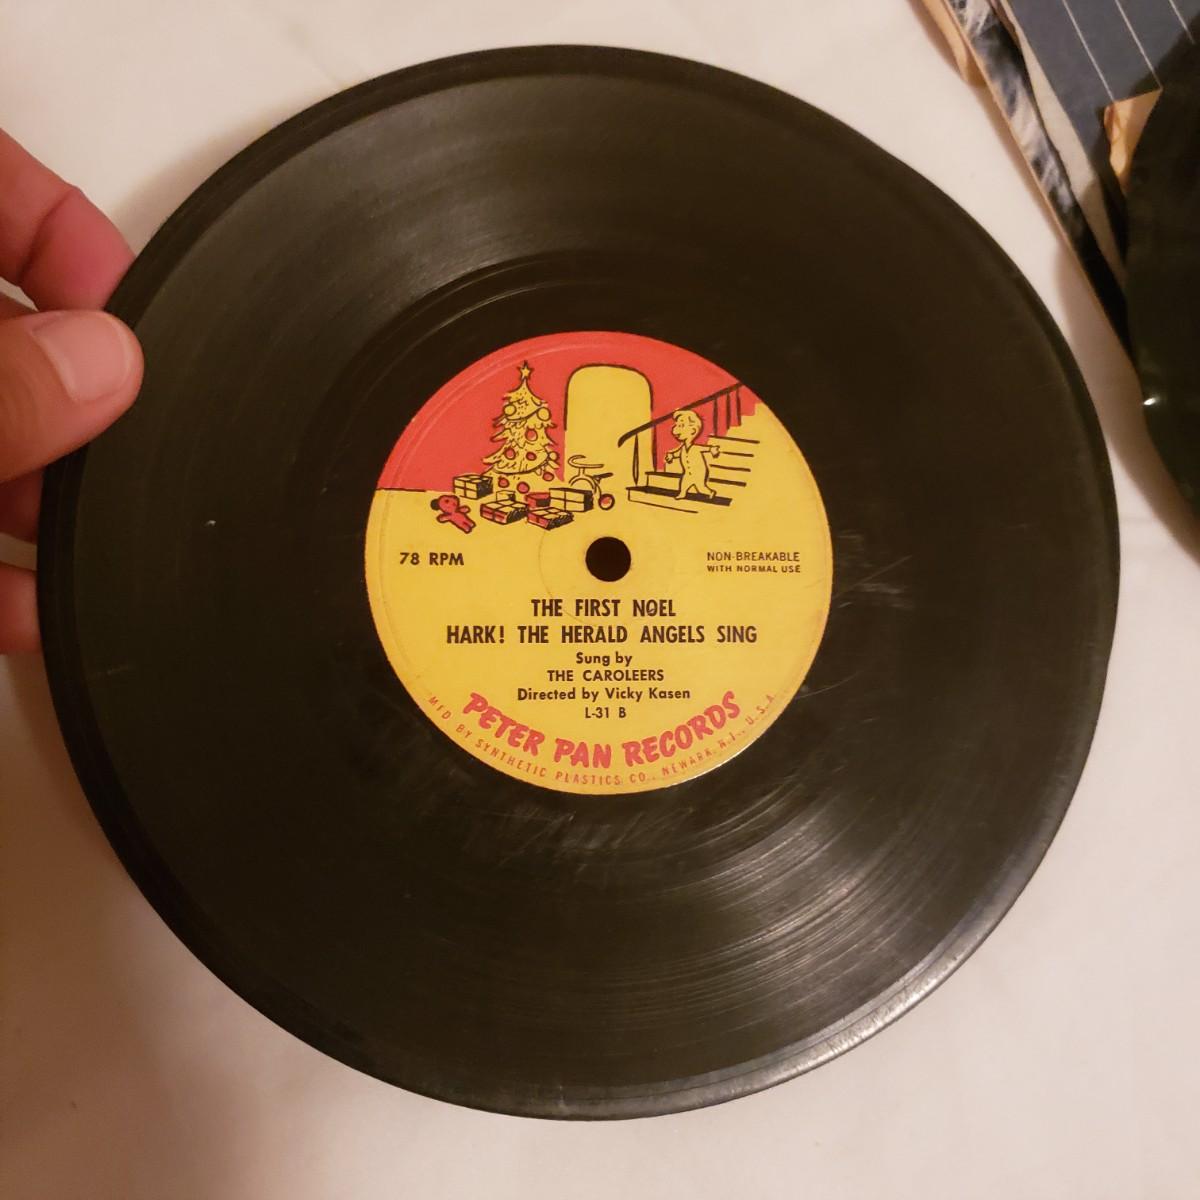 78 RPM
NON-BREAKABLE
WITH NORMAL USE
THE FIRST NOEL
HARK! THE HERALD ANGELS SING
Sung by
THE CAROLEERS
Directed by Vicky Kasen
L-31 B
PETER PAN RECORDS
MFD. BY SYNTHETIC PLASTICS CO., NEWARK, N.J., U.S.A.